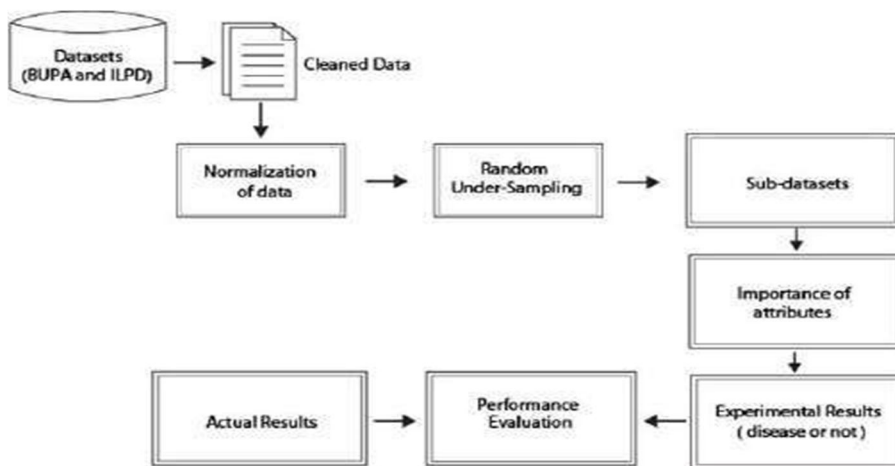 Datasets
(BUPA and ILPD)
Cleaned Data
Normalization
of data
Random
Under-Sampling
Sub-datasets
Importance of
attributes
Actual Results
Performance
Evaluation
Experimental Results
( disease or not )